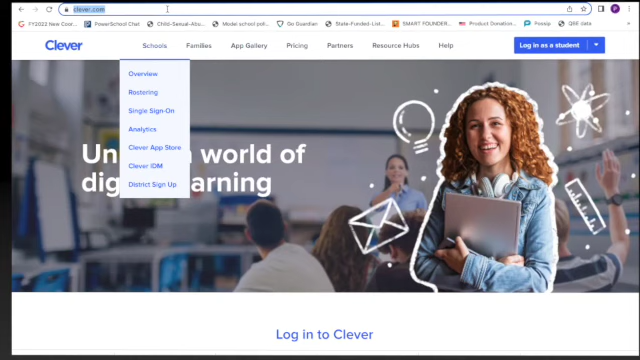 clever.com
FY2022 New Coor... PowerSchool Chat Child-Sexual-Abu... Model school poli... Go Guardian State-Funded-List... SMART FOUNDER... Product Donation... Possip QBE data
P
Clever Schools Families App Gallery Pricing Partners Resource Hubs Help Log in as a student
Overview
Rostering
Single Sign-On
Analytics
Clever App Store
Clever IDM
District Sign Up
Un world of
dig arning
Log in to Clever